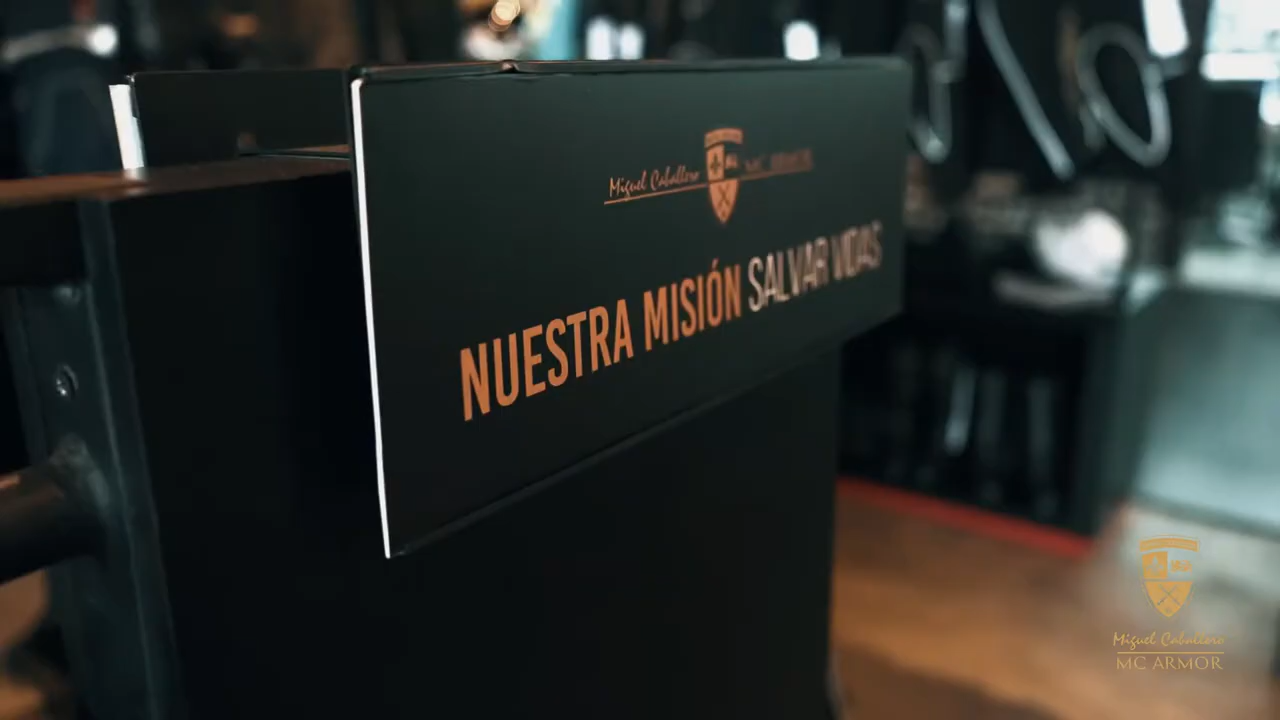 Miguel Caballero MC ARMOR
NUESTRA MISIÓN SALVAR VIDAS
Miguel Caballero
MC ARMOR